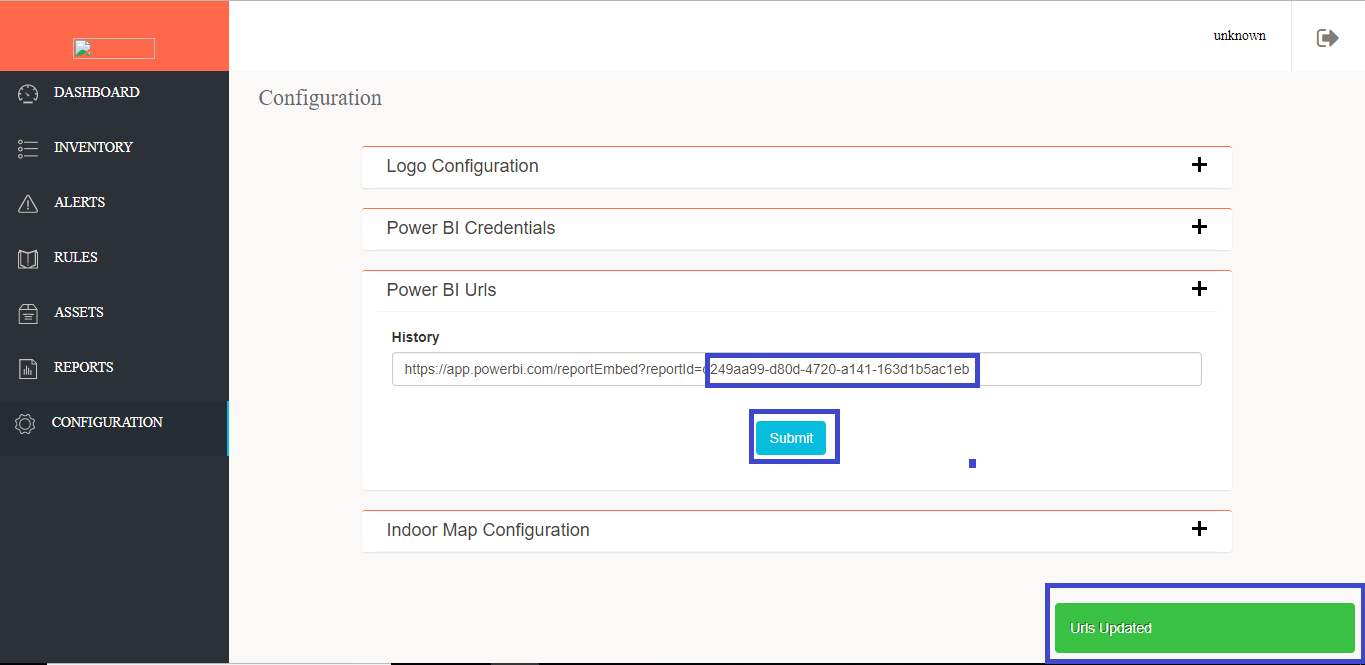 unknown
DASHBOARD
INVENTORY
ALERTS
RULES
ASSETS
REPORTS
CONFIGURATION
Configuration
Logo Configuration
Power BI Credentials
Power BI Urls
History
https://app.powerbi.com/reportEmbed?reportId=d249aa99-d80d-4720-a141-163d1b5ac1eb
Submit
Indoor Map Configuration
Urls Updated